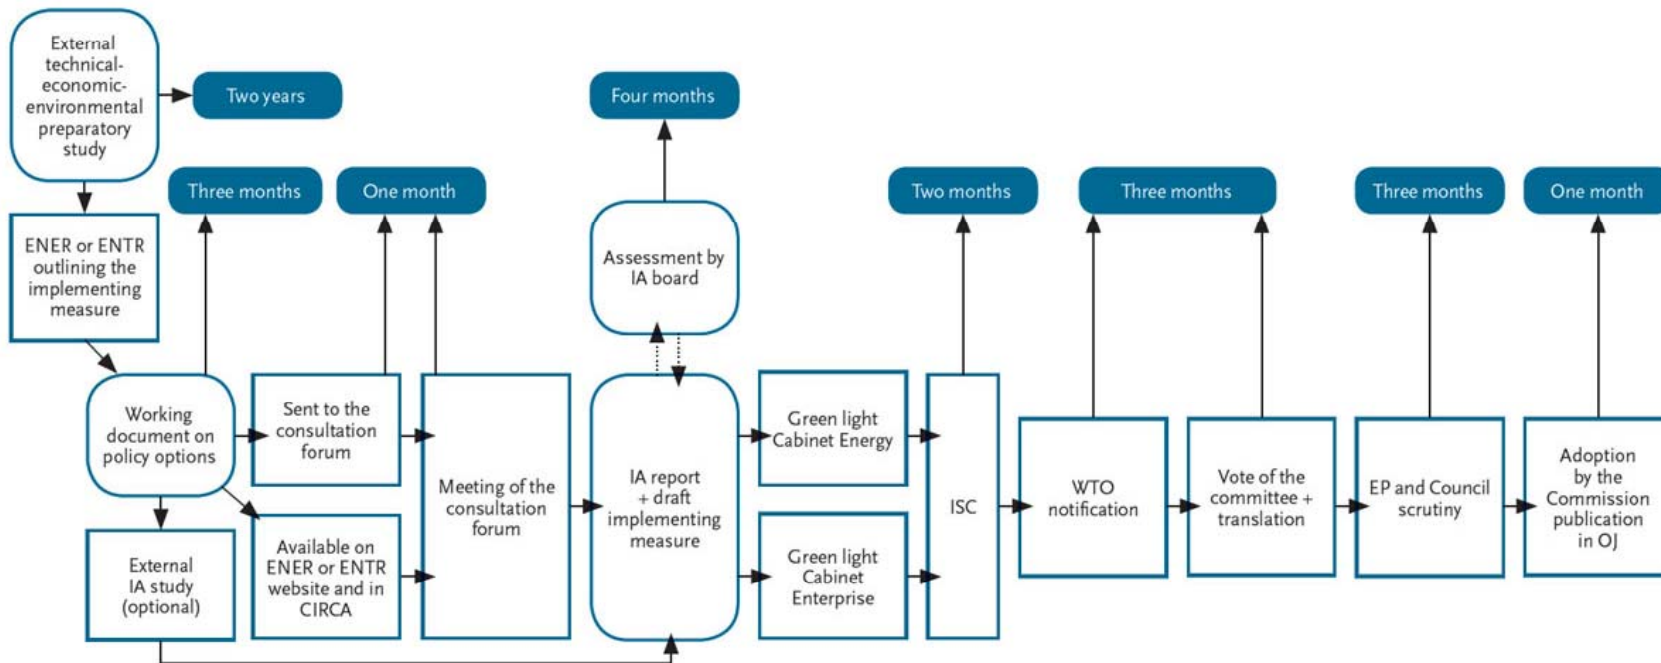 External
technical-
economic-
environmental
preparatory
study
Two years
Four months
Three months
One month
Two months
Three months
Three months
One month
ENER or ENTR
outlining the
implementing
measure
Assessment by
IA board
Working
document on
policy options
Sent to the
consultation
forum
Meeting of the
consultation
forum
IA report
+ draft
implementing
measure
Green light
Cabinet Energy
ISC
WTO
notification
Vote of the
committee +
translation
EP and Council
scrutiny
Adoption
by the
Commission
publication
in OJ
External
IA study
(optional)
Available on
ENER or ENTR
website and in
CIRCA
Green light
Cabinet
Enterprise